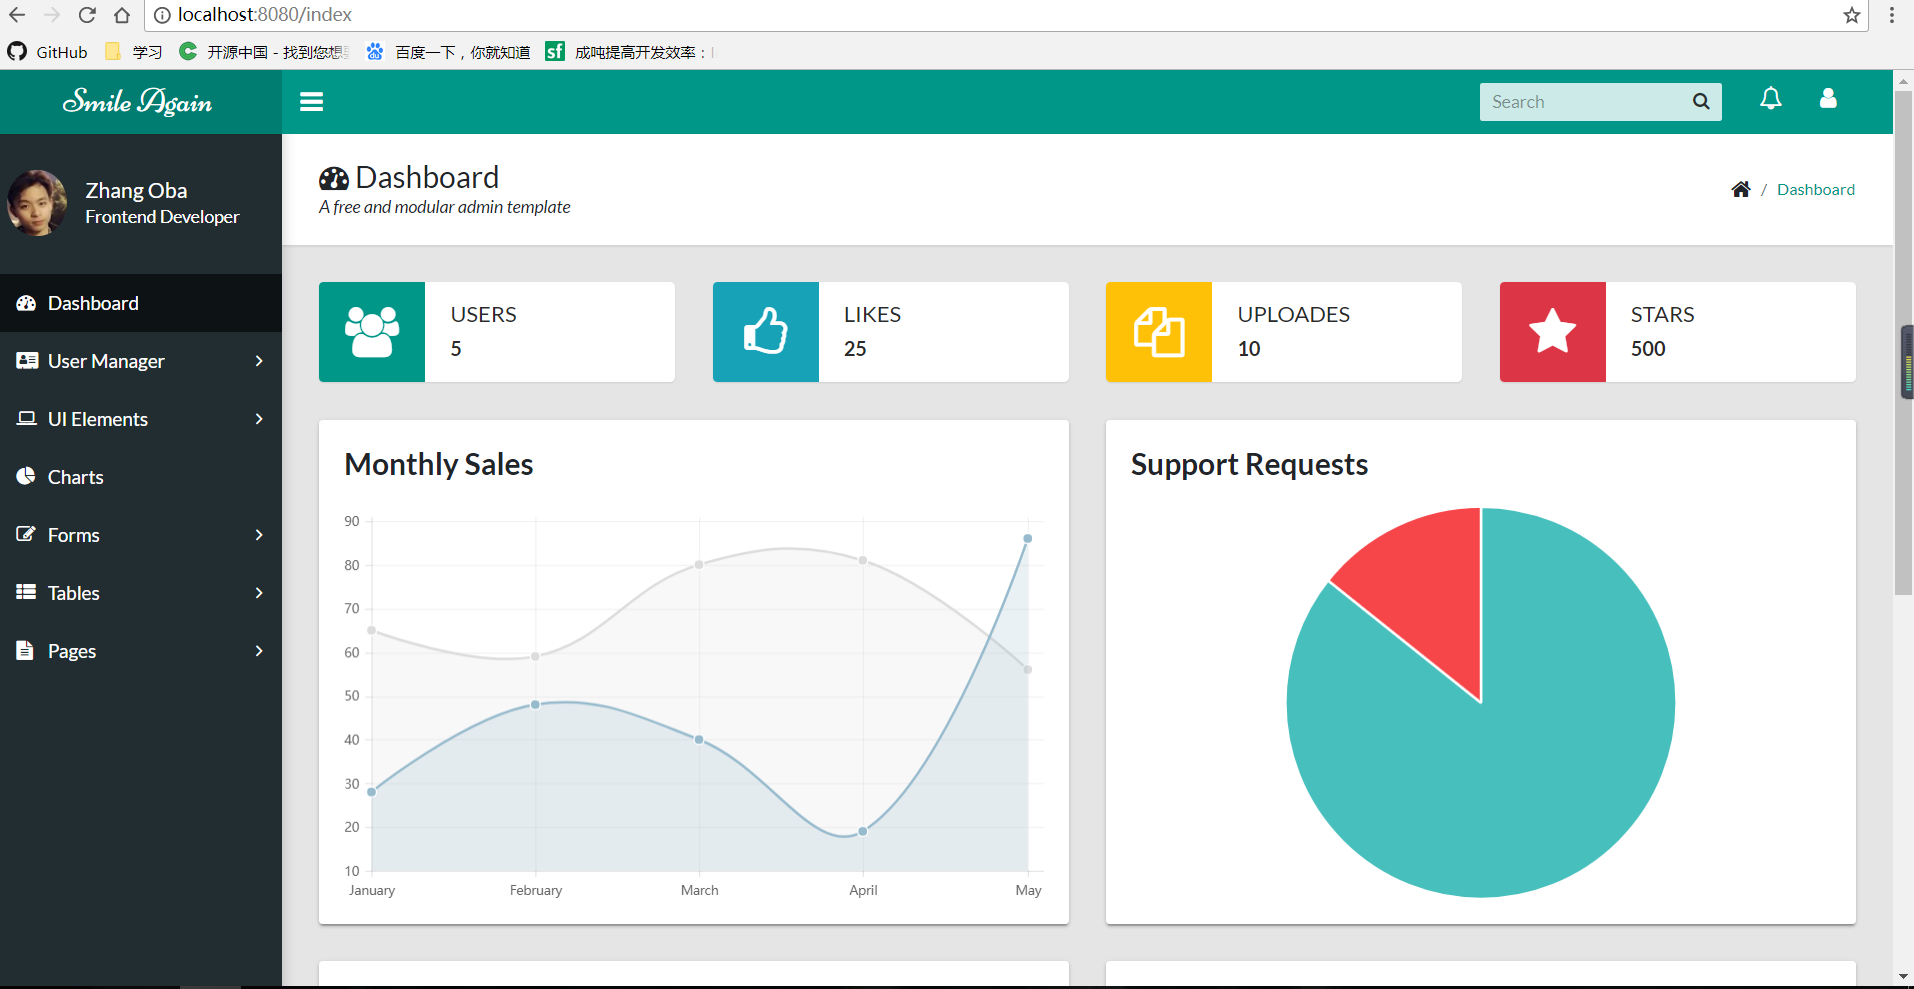 localhost:8080/index
GitHub
学习
开源中国 - 找到您想
百度一下，你就知道
成吨提高开发效率：
Smile Again
Search
Zhang Oba
Frontend Developer
Dashboard
A free and modular admin template
/ Dashboard
Dashboard
User Manager
UI Elements
Charts
Forms
Tables
Pages
USERS
5
LIKES
25
UPLOADES
10
STARS
500
Monthly Sales
90
80
70
60
50
40
30
20
10
January February March April May
Support Requests